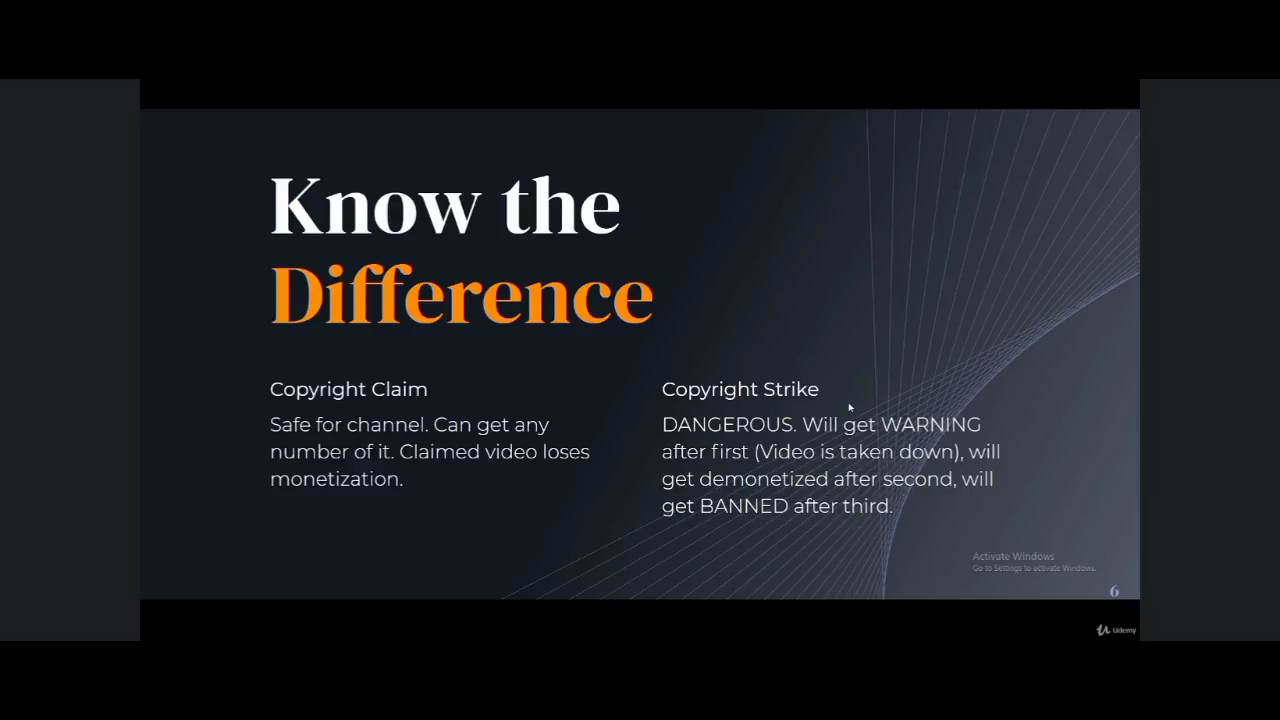 Know the
Difference
Copyright Claim
Safe for channel. Can get any
number of it. Claimed video loses
monetization.
Copyright Strike
DANGEROUS. Will get WARNING
after first (Video is taken down), will
get demonetized after second, will
get BANNED after third.
Activate Windows
Go to Settings to activate Windows.
6
Udemy